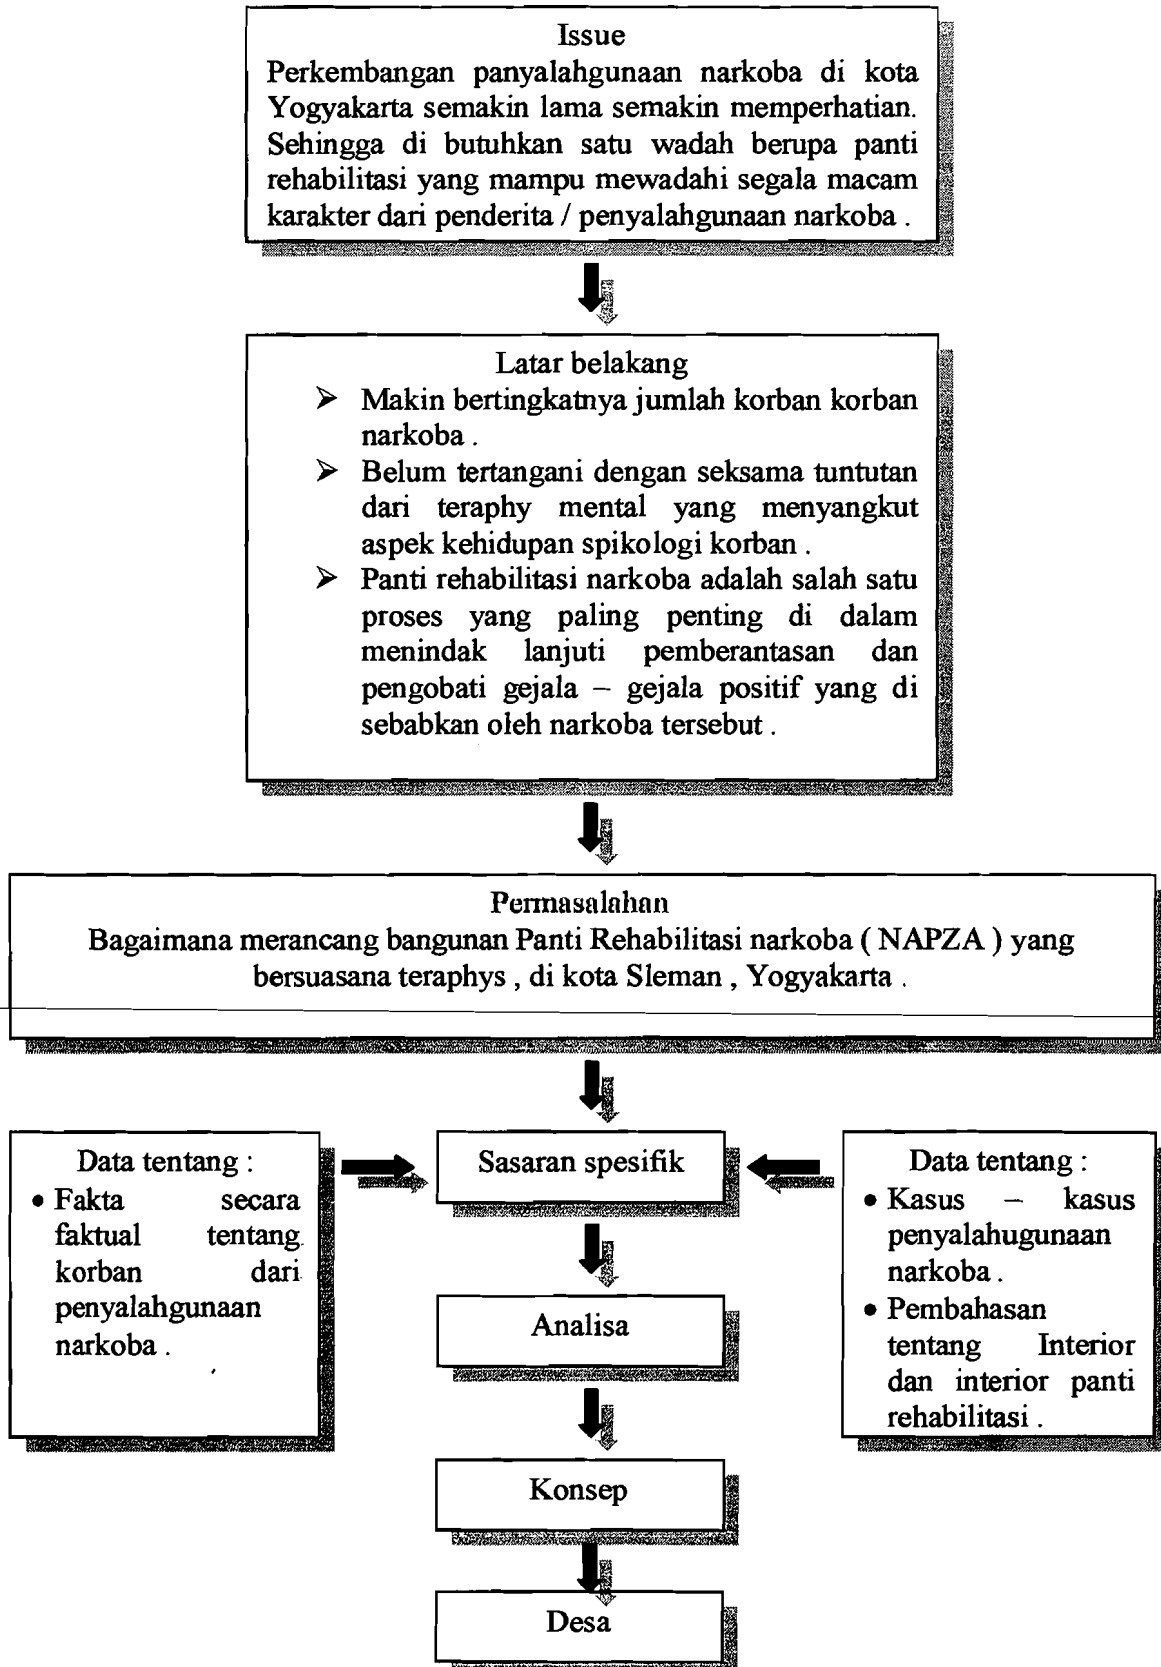 Issue
Perkembangan panyalahgunaan narkoba di kota
Yogyakarta semakin lama semakin memperhatian.
Sehingga di butuhkan satu wadah berupa panti
rehabilitasi yang mampu mewadahi segala macam
karakter dari penderita / penyalahgunaan narkoba .
Latar belakang
➢ Makin bertingkatnya jumlah korban korban
narkoba .
➢ Belum tertangani dengan seksama tuntutan
dari teraphy mental yang menyangkut
aspek kehidupan spikologi korban .
➢ Panti rehabilitasi narkoba adalah salah satu
proses yang paling penting di dalam
menindak lanjuti pemberantasan dan
pengobati gejala – gejala positif yang di
sebabkan oleh narkoba tersebut .
Permasalahan
Bagaimana merancang bangunan Panti Rehabilitasi narkoba ( NAPZA ) yang
bersuasana teraphys , di kota Sleman , Yogyakarta .
Data tentang :
• Fakta secara
faktual tentang
korban dari
penyalahgunaan
narkoba .
Sasaran spesifik
Data tentang :
• Kasus – kasus
penyalahugunaan
narkoba .
• Pembahasan
tentang Interior
dan interior panti
rehabilitasi .
Analisa
Konsep
Desa